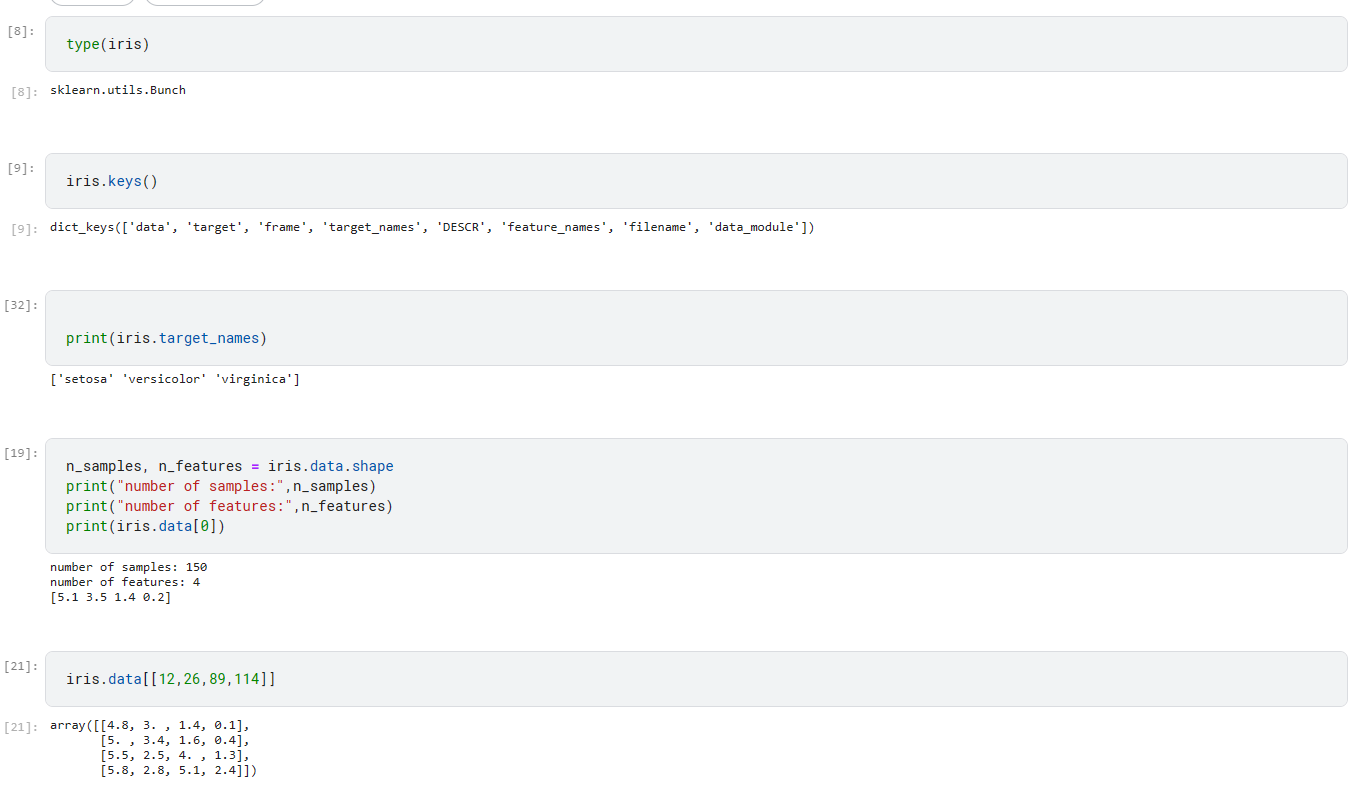 [8]:
type(iris)
[8]:
sklearn.utils.Bunch
[9]:
iris.keys()
[9]:
dict_keys(['data', 'target', 'frame', 'target_names', 'DESCR', 'feature_names', 'filename', 'data_module'])
[32]:
print(iris.target_names)
['setosa' 'versicolor' 'virginica']
[19]:
n_samples, n_features = iris.data.shape
print("number of samples:",n_samples)
print("number of features:",n_features)
print(iris.data[0])
number of samples: 150
number of features: 4
[5.1 3.5 1.4 0.2]
[21]:
iris.data[[12,26,89,114]]
[21]:
array([[4.8, 3. , 1.4, 0.1],
[5. , 3.4, 1.6, 0.4],
[5.5, 2.5, 4. , 1.3],
[5.8, 2.8, 5.1, 2.4]])